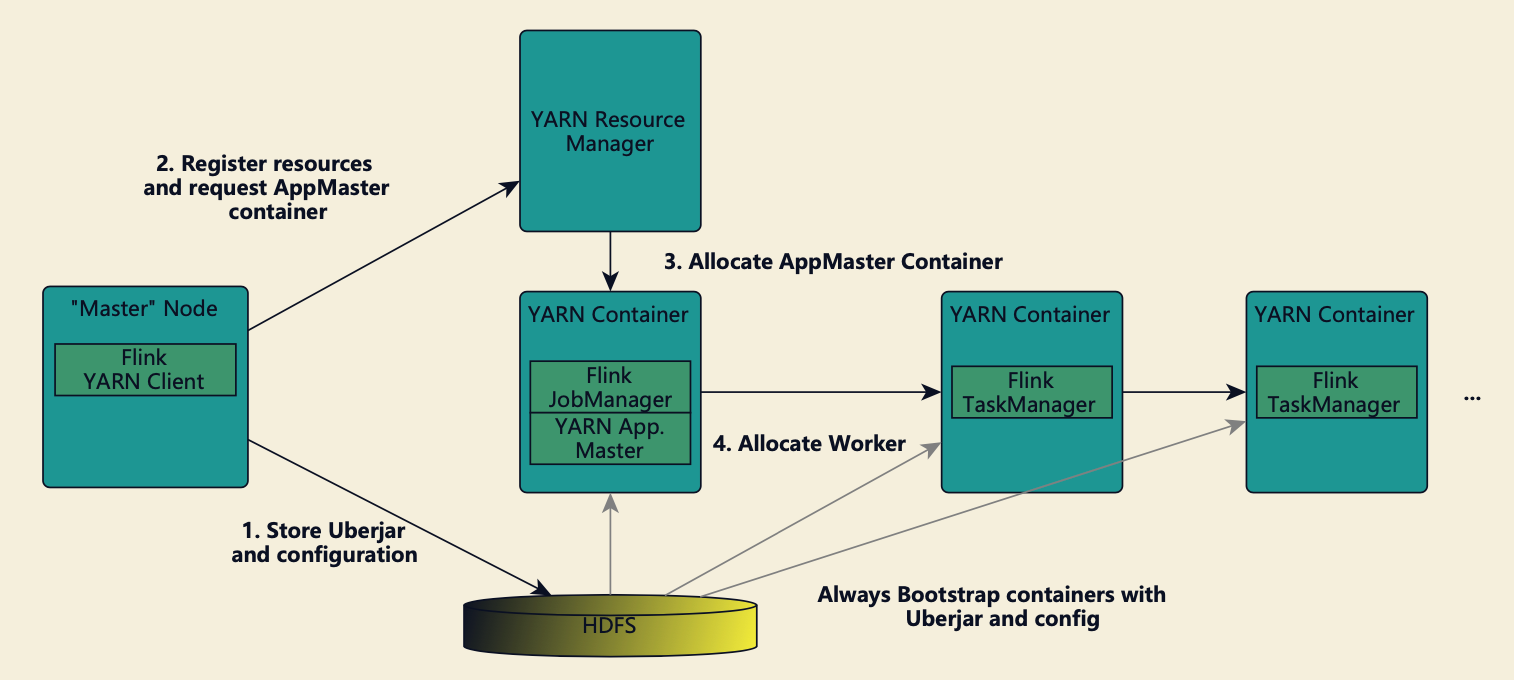 YARN Resource
Manager
2. Register resources
and request AppMaster
container
3. Allocate AppMaster Container
"Master" Node
Flink
YARN Client
YARN Container
Flink
JobManager
YARN App.
Master
YARN Container
Flink
TaskManager
YARN Container
Flink
TaskManager
...
4. Allocate Worker
1. Store Uberjar
and configuration
Always Bootstrap containers with
Uberjar and config
HDFS